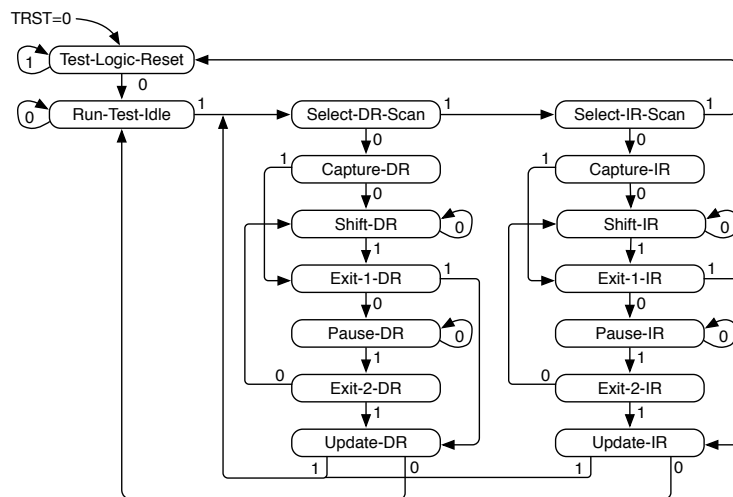 TRST=0
1 Test-Logic-Reset
0
0 Run-Test-Idle 1 Select-DR-Scan 1 Select-IR-Scan 1
0 0
1 Capture-DR 1 Capture-IR
0 0
Shift-DR 0 Shift-IR 0
1 1
Exit-1-DR 1 Exit-1-IR 1
0 0
Pause-DR 0 Pause-IR 0
1 1
0 Exit-2-DR 0 Exit-2-IR
1 1
Update-DR Update-IR
1 0 1 0